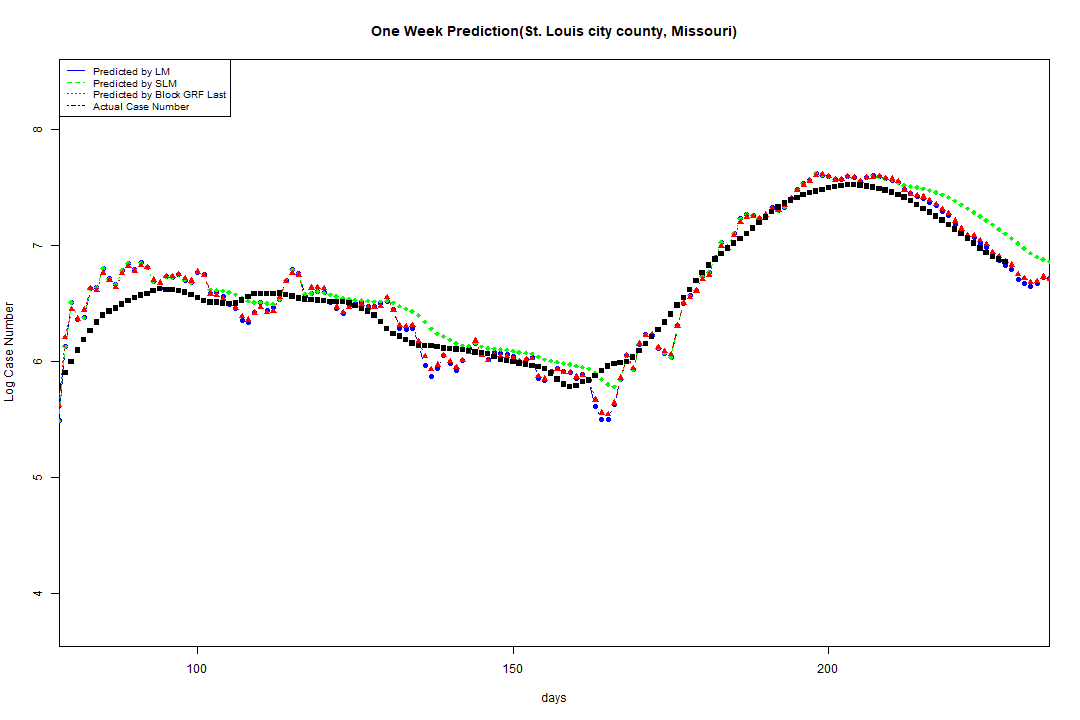 One Week Prediction(St. Louis city county, Missouri)
Predicted by LM
Predicted by SLM
Predicted by Block GRF Last
Actual Case Number
8
7
6
5
4
Log Case Number
100 150 200
days